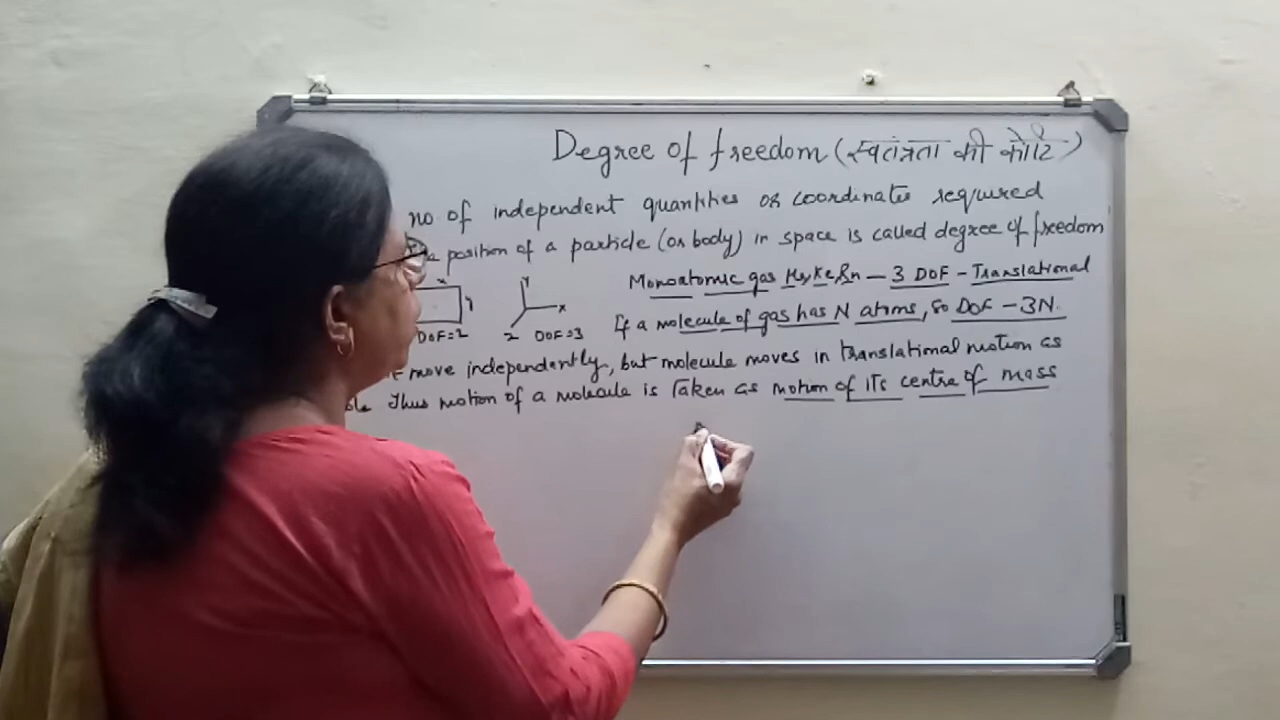 Degree of freedom (स्वतंत्रता की कोटि)
no of independent quantities or coordinates required
position of a particle (or body) in space is called degree of freedom
x Y Y Monoatomic gas Xe, Rn — 3 DOF - Translational
DOF=2 x z DOF=3 If a molecule of gas has N atoms, so DOF - 3N.
move independently, but molecule moves in translational motion as
Thus motion of a molecule is Taken as motion of its centre of mass